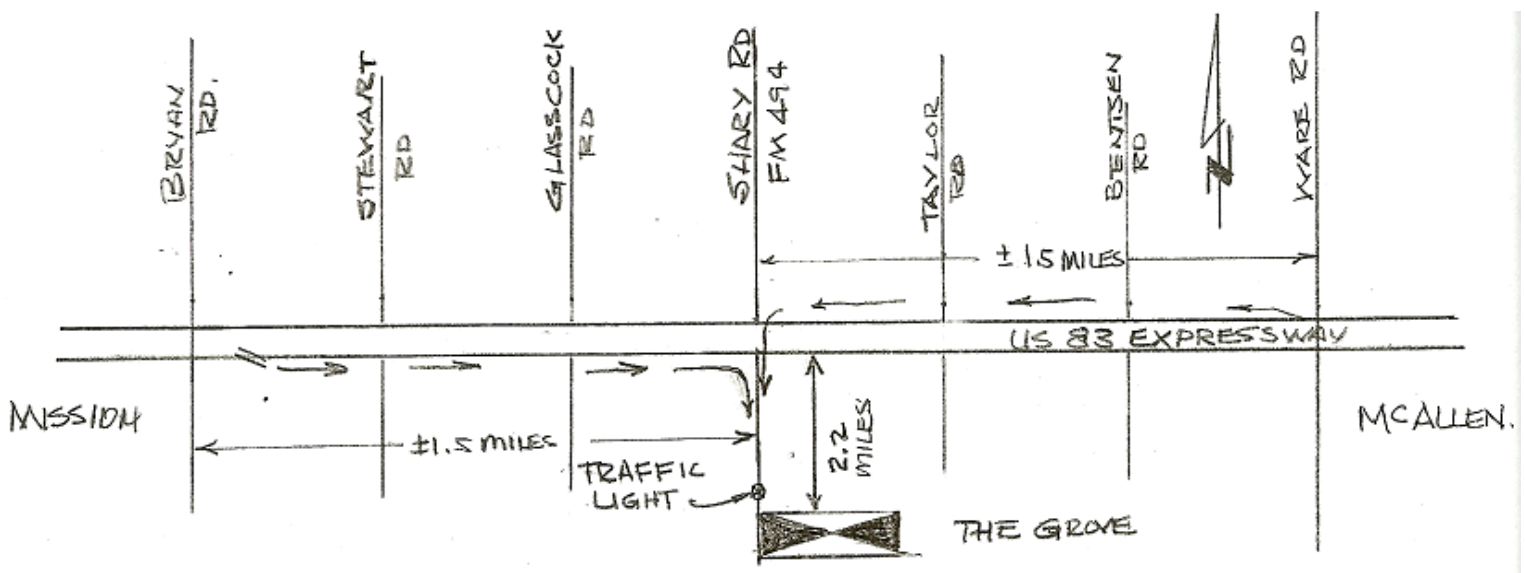 BRYAN
RD.
STEWART
RD
GLASSCOCK
RD
SHARY RD
FM 494
TAYLOR
RD
BENTSEN
RD
N
WARE RD
± 1.5 MILES
US 83 EXPRESSWAY
MISSION
MCALLEN.
±1.5 MILES
2.2
MILES
TRAFFIC
LIGHT
THE GROVE